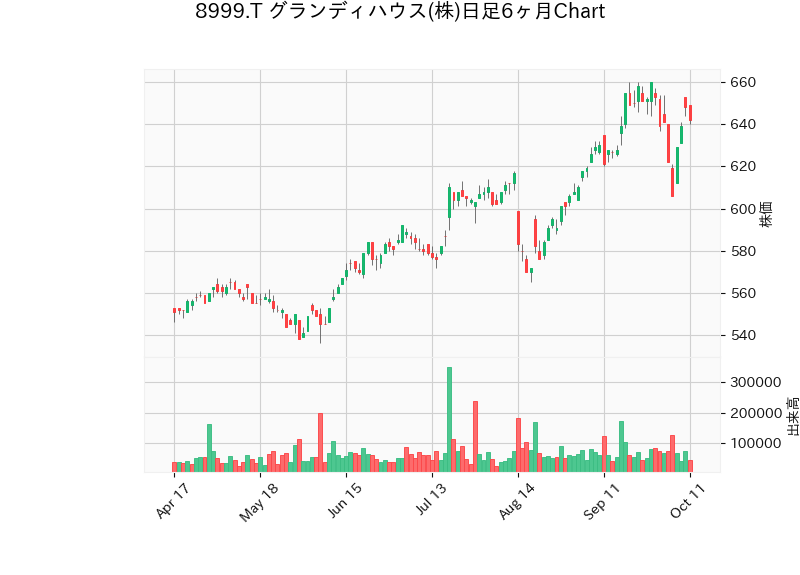 8999.T グランディハウス(株)日足6ヶ月Chart
660
640
620
600
580
560
540
株価
300000
200000
100000
出来高
Apr 17
May 18
Jun 15
Jul 13
Aug 14
Sep 11
Oct 11